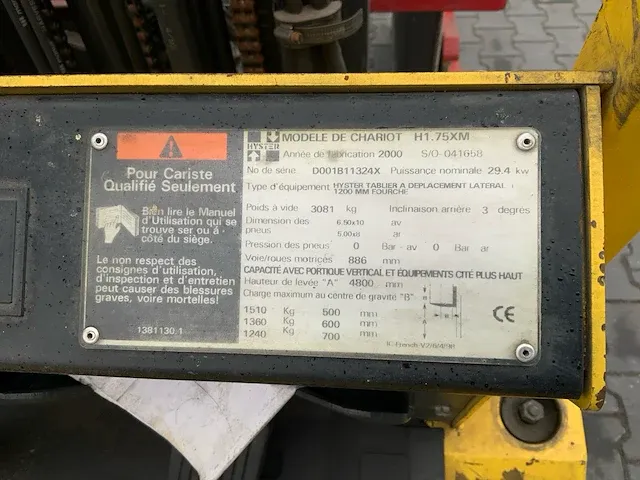 Pour Cariste
Qualifié Seulement
Bien lire le Manuel
d'Utilisation qui se
trouve ser ou à
côté du siège.
Le non respect des
consignes d'utilisation,
d'inspection et d'entretien
peut causer des blessures
graves, voire mortelles!
1381130 1
HYSTER
MODELE DE CHARIOT H1.75XM
Année de fabrication 2000 S/O-041658
No de série D001B11324X Puissance nominale 29.4 kw
Type d'équipement HYSTER TABLIER A DEPLACEMENT LATERAL
1200 MM FOURCHE
Poids à vide 3081 kg Inclinaison arrière 3 degrés
Dimension des 6.50x10 av
pneus 5.00x8 ar
Pression des pneus 0 Bar - av 0 Bar ar
Voie/roues motrices 886 mm
CAPACITÉ AVEC PORTIQUE VERTICAL ET ÉQUIPEMENTS CITÉ PLUS HAUT
Hauteur de levée "A" 4800 mm
Charge maximum au centre de gravité "B"
1510 Kg 500 mm
1360 Kg 600 mm
1240 Kg 700 mm
CE